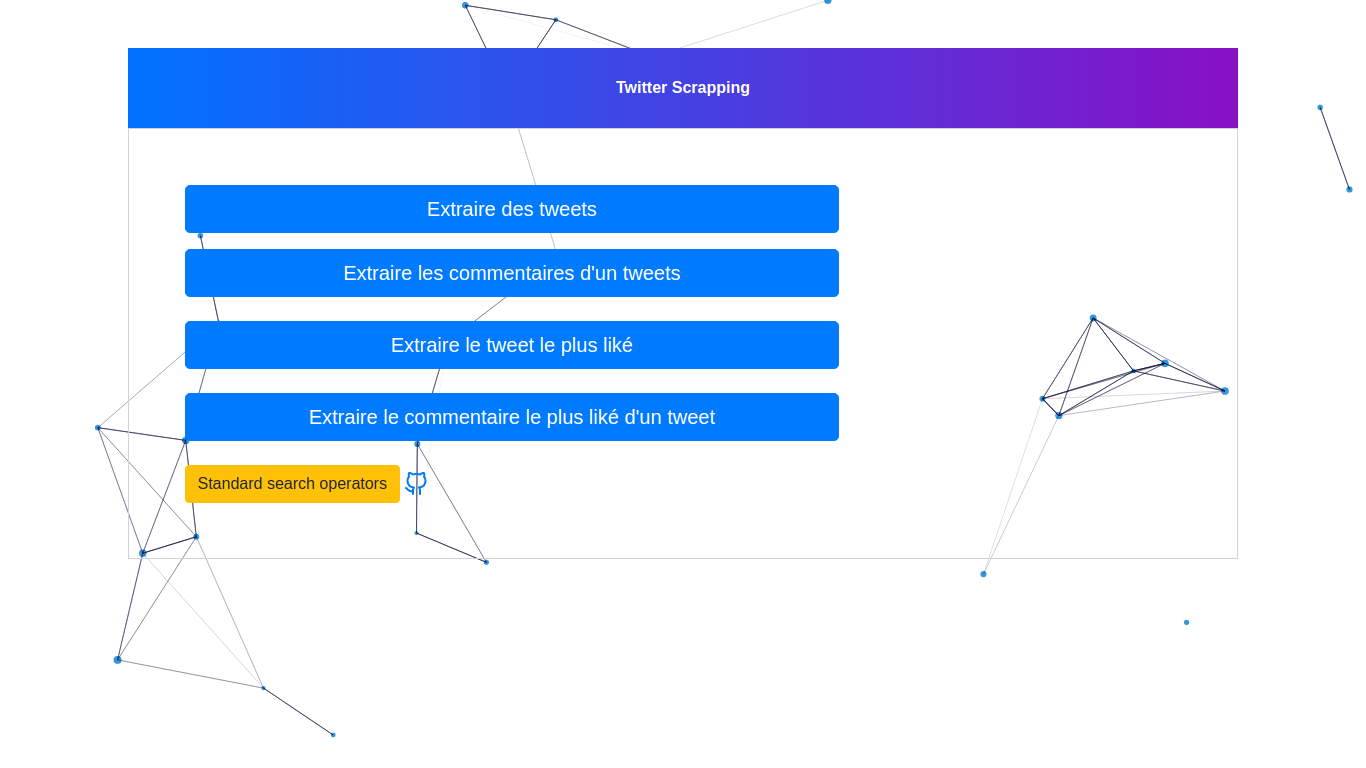 Twitter Scrapping
Extraire des tweets
Extraire les commentaires d'un tweets
Extraire le tweet le plus liké
Extraire le commentaire le plus liké d'un tweet
Standard search operators